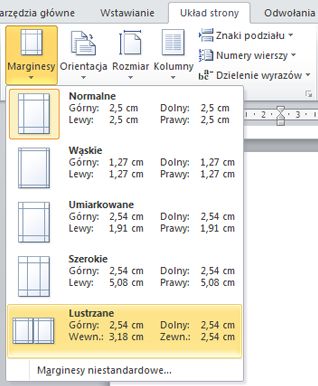 arzędzia główne Wstawianie Układ strony Odwołania
Marginesy Orientacja Rozmiar Kolumny
Znaki podziału
Numery wierszy
Dzielenie wyrazów
Normalne
Górny: 2,5 cm Dolny: 2,5 cm
Lewy: 2,5 cm Prawy: 2,5 cm
Wąskie
Górny: 1,27 cm Dolny: 1,27 cm
Lewy: 1,27 cm Prawy: 1,27 cm
Umiarkowane
Górny: 2,54 cm Dolny: 2,54 cm
Lewy: 1,91 cm Prawy: 1,91 cm
Szerokie
Górny: 2,54 cm Dolny: 2,54 cm
Lewy: 5,08 cm Prawy: 5,08 cm
Lustrzane
Górny: 2,54 cm Dolny: 2,54 cm
Wewn.: 3,18 cm Zewn.: 2,54 cm
Marginesy niestandardowe...
2 1